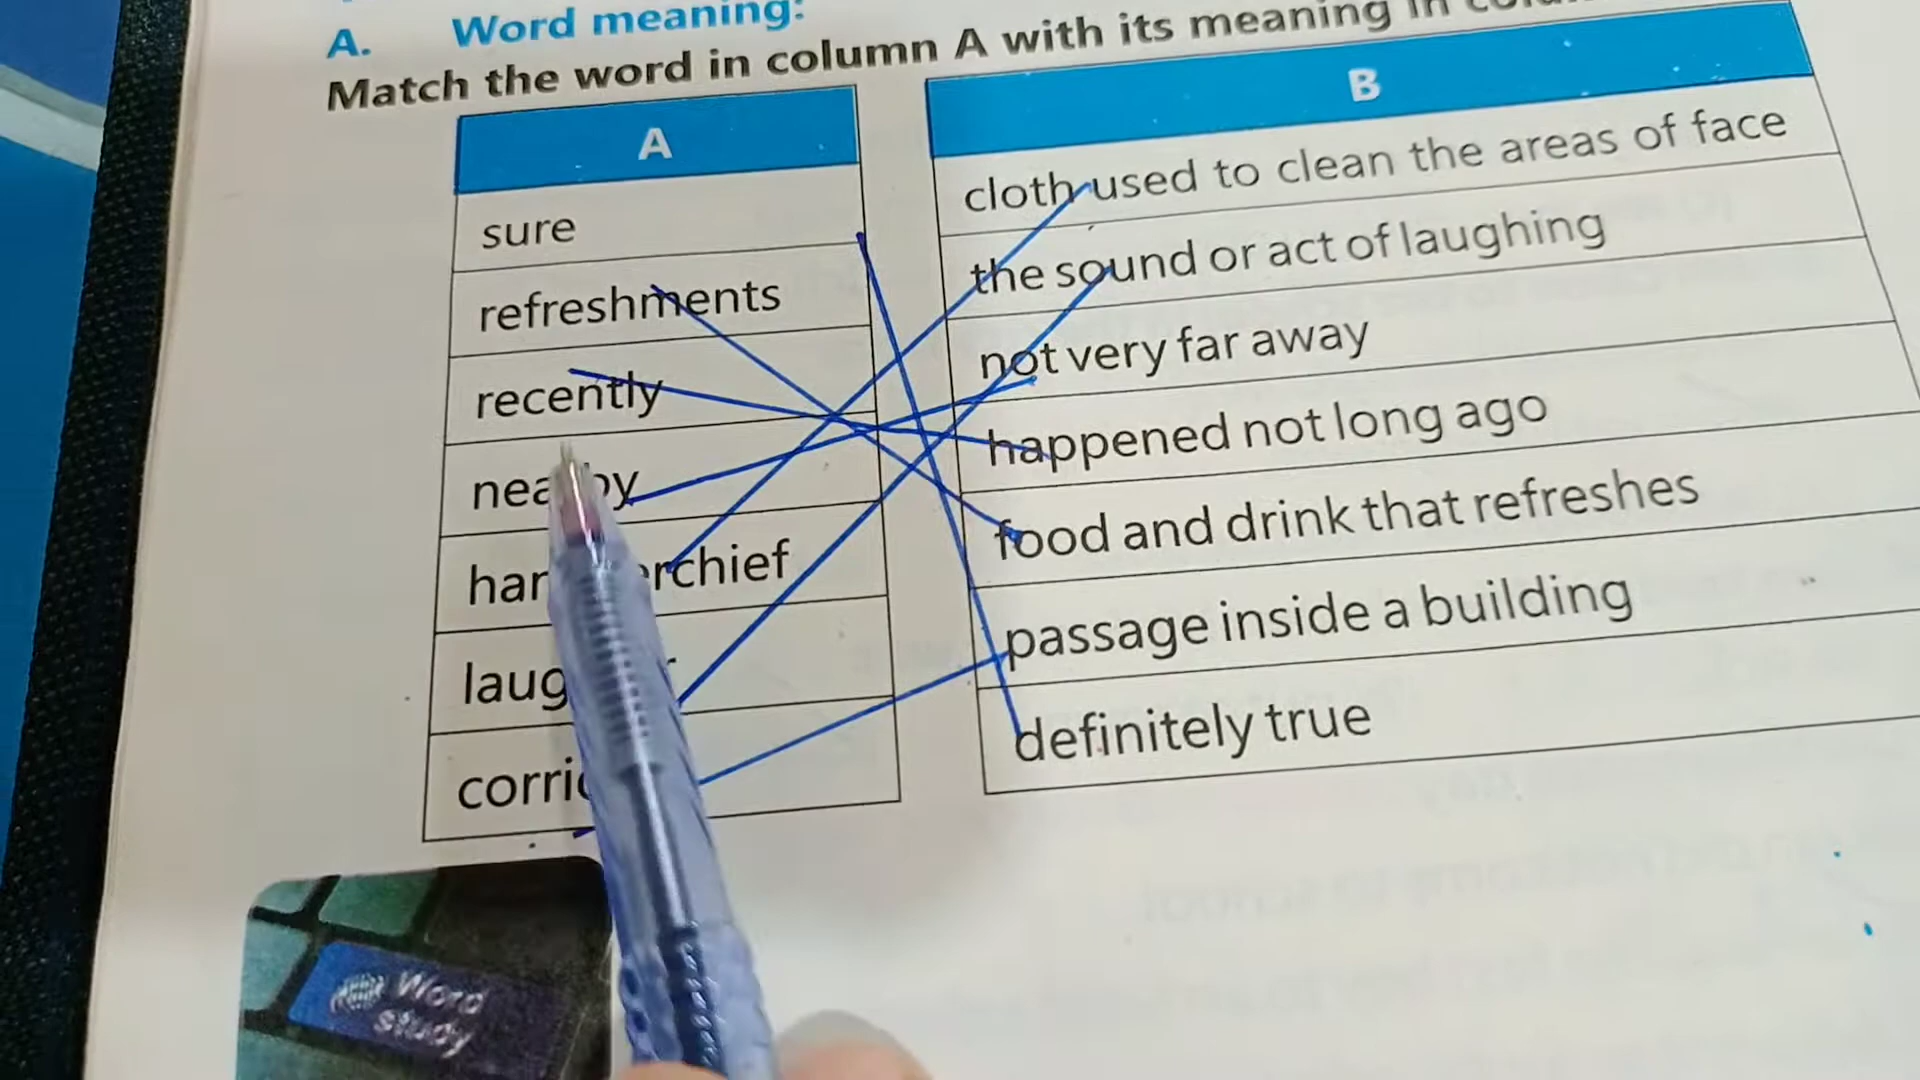 A. Word meaning:
Match the word in column A with its meaning in
A
B
sure
cloth used to clean the areas of face
refreshments
the sound or act of laughing
recently
not very far away
happened not long ago
food and drink that refreshes
passage inside a building
definitely true
Word
study